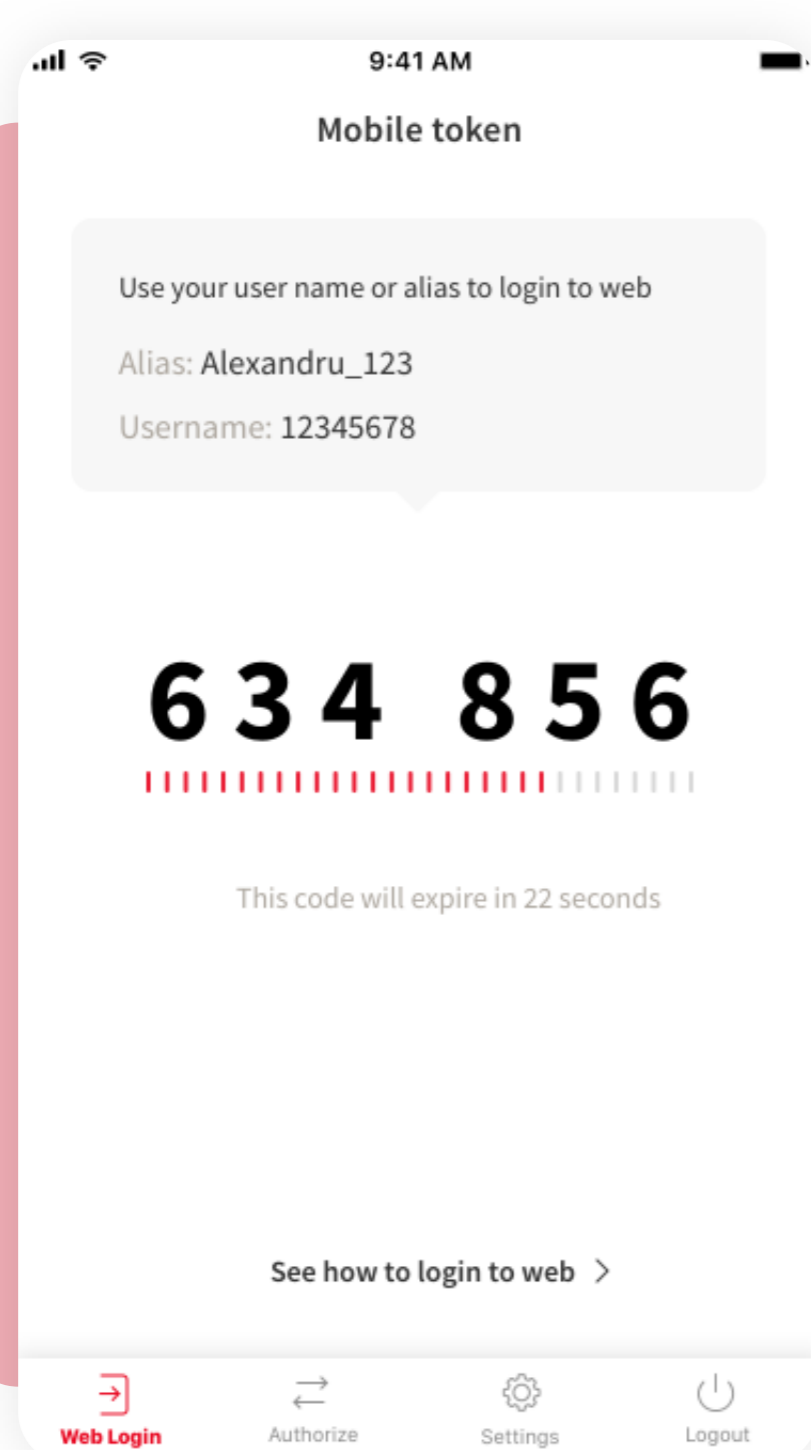 9:41 AM
Mobile token
Use your user name or alias to login to web
Alias: Alexandru_123
Username: 12345678
634 856
This code will expire in 22 seconds
See how to login to web
Web Login Authorize Settings Logout